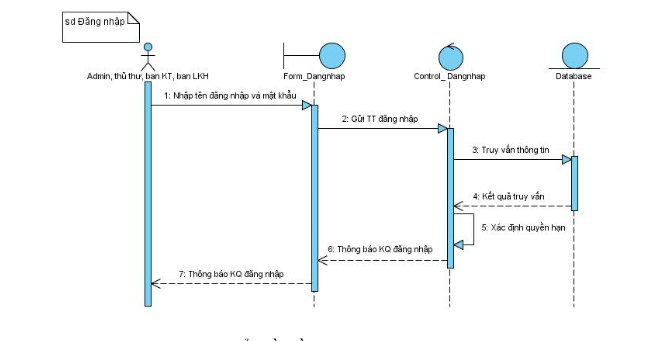 sd Đăng nhập
Admin, thủ thư, ban KT, ban LKH
Form_Dangnhap
Control_ Dangnhap
Database
1: Nhập tên đăng nhập và mật khẩu
2: Gửi TT đăng nhập
3: Truy vấn thông tin
4: Kết quả truy vấn
5: Xác định quyền hạn
6: Thông báo KQ đăng nhập
7: Thông báo KQ đăng nhập